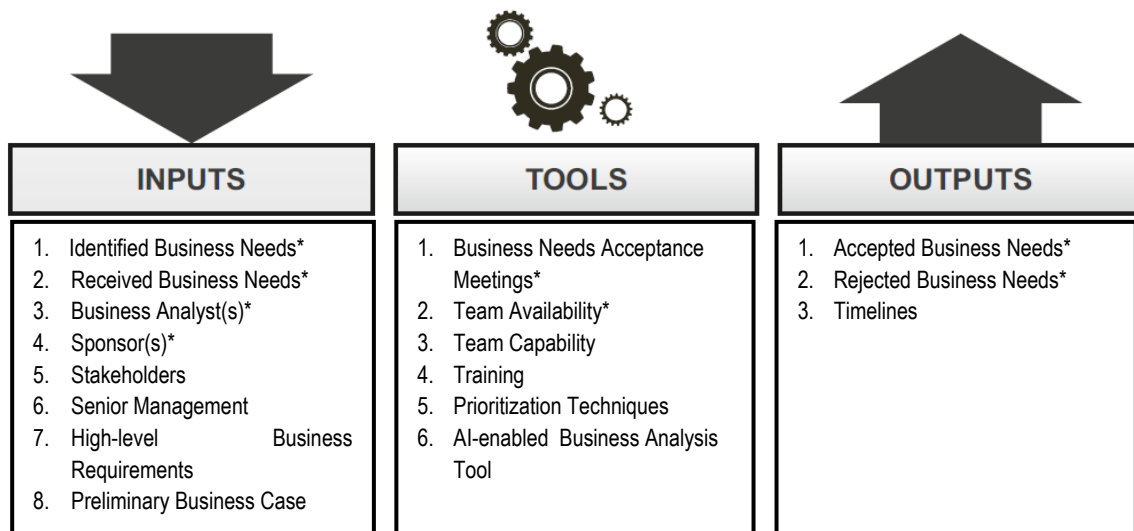 INPUTS
1. Identified Business Needs*
2. Received Business Needs*
3. Business Analyst(s)*
4. Sponsor(s)*
5. Stakeholders
6. Senior Management
7. High-level Business
Requirements
8. Preliminary Business Case
TOOLS
1. Business Needs Acceptance
Meetings*
2. Team Availability*
3. Team Capability
4. Training
5. Prioritization Techniques
6. AI-enabled Business Analysis
Tool
OUTPUTS
1. Accepted Business Needs*
2. Rejected Business Needs*
3. Timelines